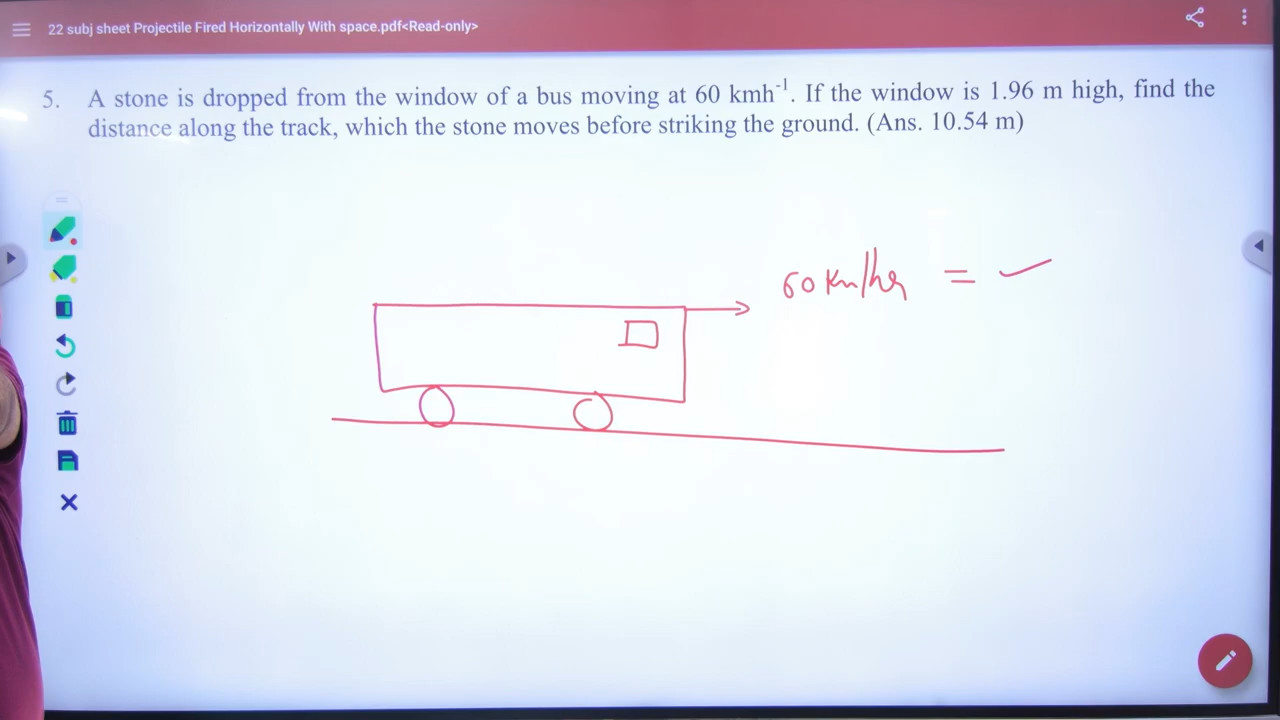 22 subj sheet Projectile Fired Horizontally With space.pdf<Read-only>
5. A stone is dropped from the window of a bus moving at 60 kmh⁻¹. If the window is 1.96 m high, find the
distance along the track, which the stone moves before striking the ground. (Ans. 10.54 m)
60 Km/hr = ✓